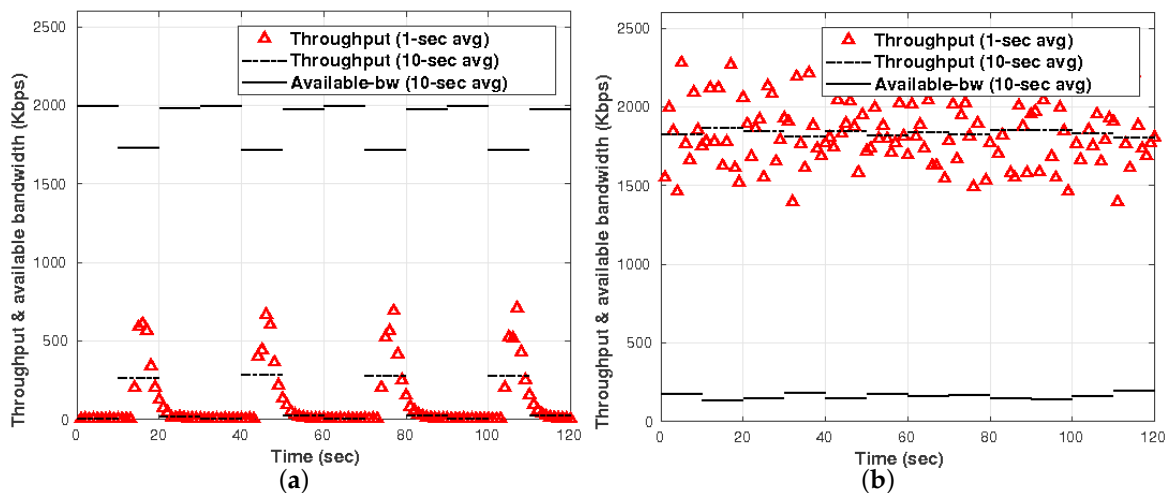 Throughput & available bandwidth (Kbps)
2500
2000
1500
1000
500
0
0 20 40 60 80 100 120
Time (sec)
Throughput (1-sec avg)
Throughput (10-sec avg)
Available-bw (10-sec avg)
(a)
Throughput & available bandwidth (Kbps)
2500
2000
1500
1000
500
0
0 20 40 60 80 100 120
Time (sec)
Throughput (1-sec avg)
Throughput (10-sec avg)
Available-bw (10-sec avg)
(b)